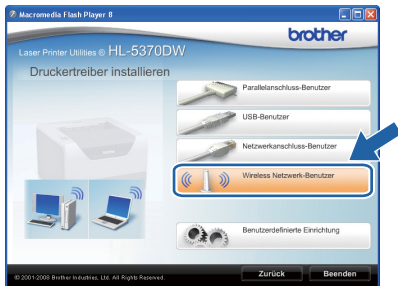 Macromedia Flash Player 8
brother
Laser Printer Utilities ® HL-5370DW
Druckertreiber installieren
Parallelanschluss-Benutzer
USB-Benutzer
Netzwerkanschluss-Benutzer
Wireless Netzwerk-Benutzer
Benutzerdefinierte Einrichtung
© 2001-2009 Brother Industries, Ltd. All Rights Reserved.
Zurück
Beenden